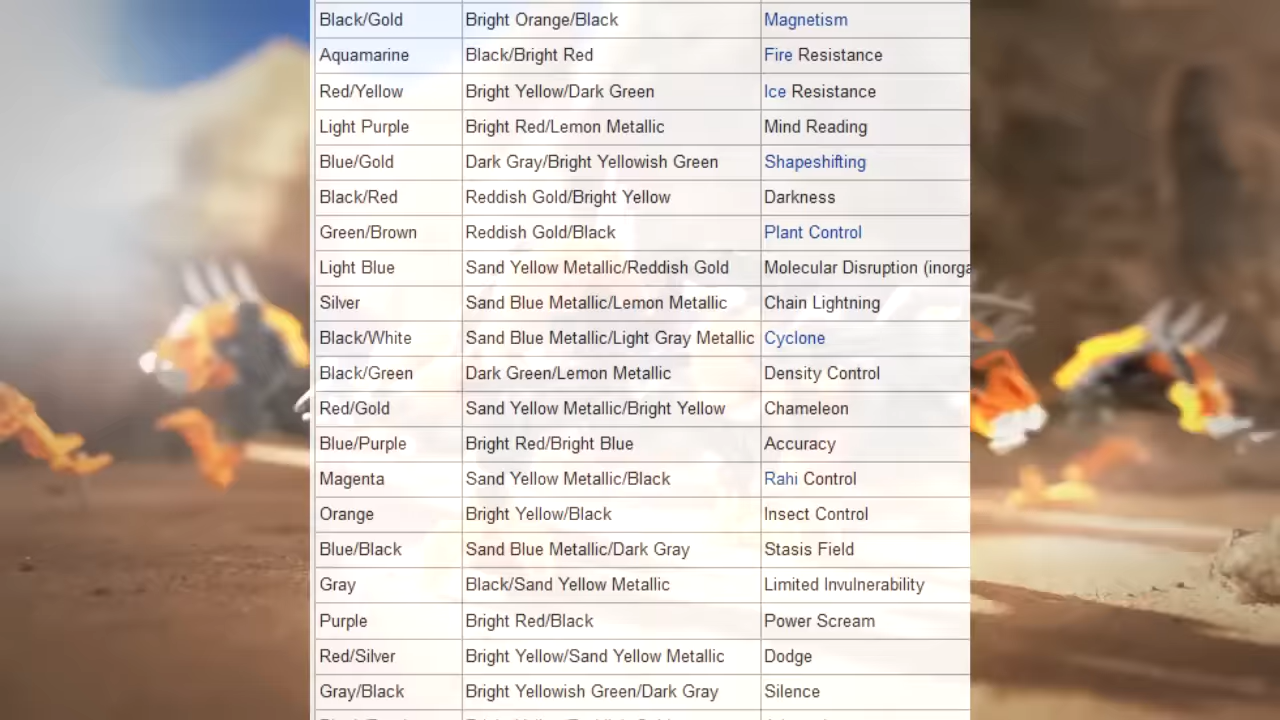 Black/Gold Bright Orange/Black Magnetism
Aquamarine Black/Bright Red Fire Resistance
Red/Yellow Bright Yellow/Dark Green Ice Resistance
Light Purple Bright Red/Lemon Metallic Mind Reading
Blue/Gold Dark Gray/Bright Yellowish Green Shapeshifting
Black/Red Reddish Gold/Bright Yellow Darkness
Green/Brown Reddish Gold/Black Plant Control
Light Blue Sand Yellow Metallic/Reddish Gold Molecular Disruption (inorga
Silver Sand Blue Metallic/Lemon Metallic Chain Lightning
Black/White Sand Blue Metallic/Light Gray Metallic Cyclone
Black/Green Dark Green/Lemon Metallic Density Control
Red/Gold Sand Yellow Metallic/Bright Yellow Chameleon
Blue/Purple Bright Red/Bright Blue Accuracy
Magenta Sand Yellow Metallic/Black Rahi Control
Orange Bright Yellow/Black Insect Control
Blue/Black Sand Blue Metallic/Dark Gray Stasis Field
Gray Black/Sand Yellow Metallic Limited Invulnerability
Purple Bright Red/Black Power Scream
Red/Silver Bright Yellow/Sand Yellow Metallic Dodge
Gray/Black Bright Yellowish Green/Dark Gray Silence